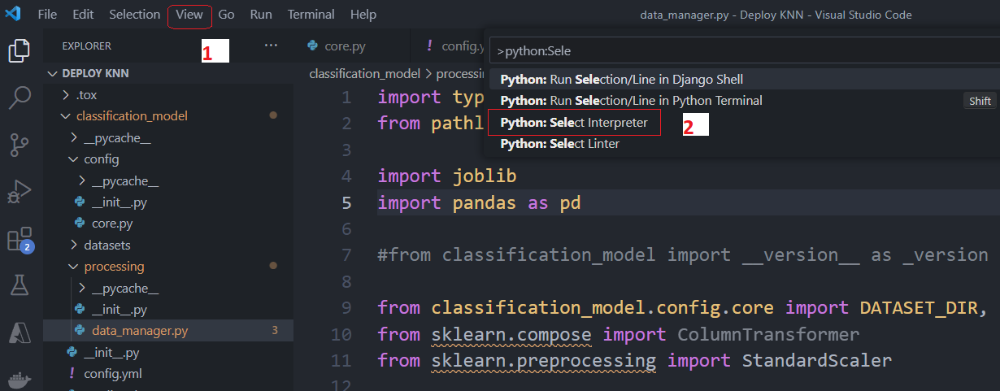 File Edit Selection View Go Run Terminal Help
data_manager.py - Deploy KNN - Visual Studio Code
1
EXPLORER ...
DEPLOY KNN
.tox
classification_model
__pycache__
config
__pycache__
__init__.py
core.py
datasets
processing
__pycache__
__init__.py
data_manager.py 3
__init__.py
! config.yml
2
core.py ! config.y
classification_model > processing
>python:Sele
Python: Run Selection/Line in Django Shell
Python: Run Selection/Line in Python Terminal Shift
Python: Select Interpreter 2
Python: Select Linter
1 import typ
2 from pathl
3
4 import joblib
5 import pandas as pd
6
7 #from classification_model import __version__ as _version
8
9 from classification_model.config.core import DATASET_DIR,
10 from sklearn.compose import ColumnTransformer
11 from sklearn.preprocessing import StandardScaler
12